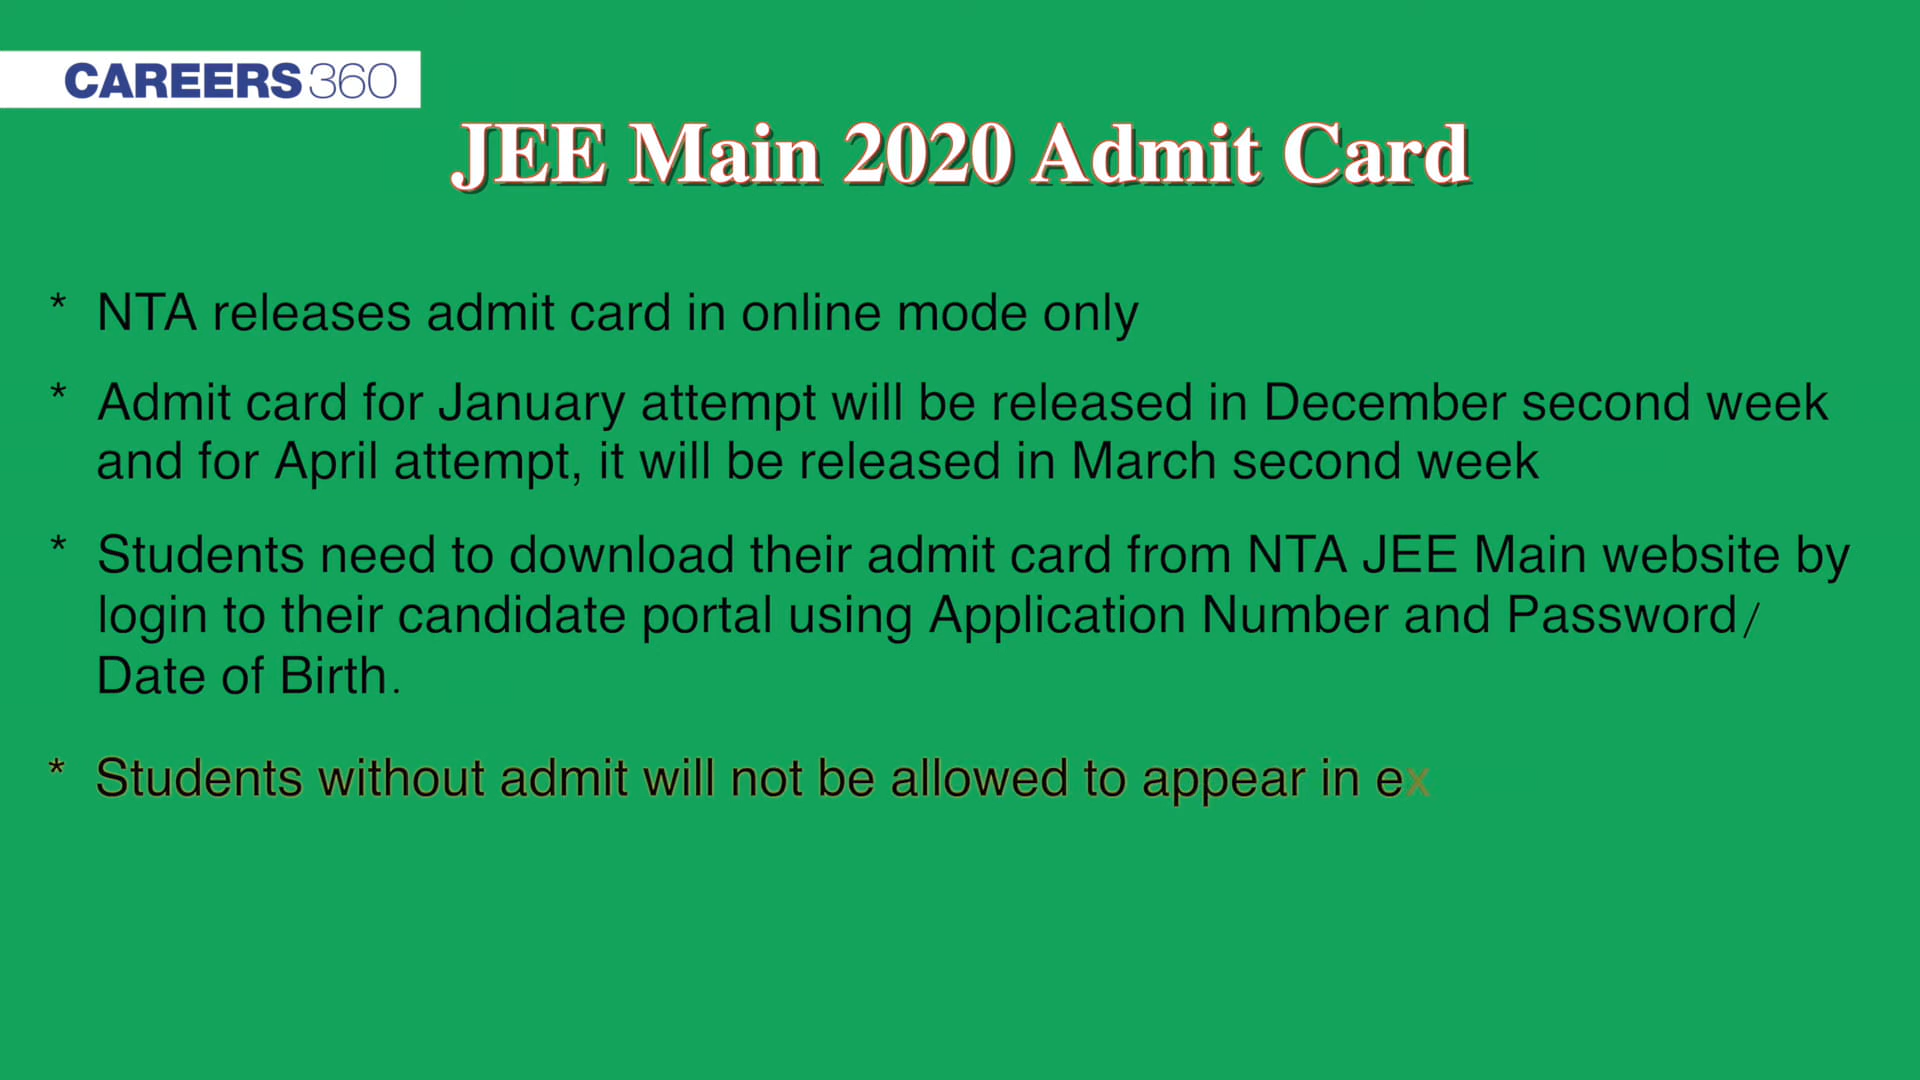 CAREERS360
JEE Main 2020 Admit Card
* NTA releases admit card in online mode only
* Admit card for January attempt will be released in December second week
and for April attempt, it will be released in March second week
* Students need to download their admit card from NTA JEE Main website by
login to their candidate portal using Application Number and Password/
Date of Birth.
* Students without admit will not be allowed to appear in ex